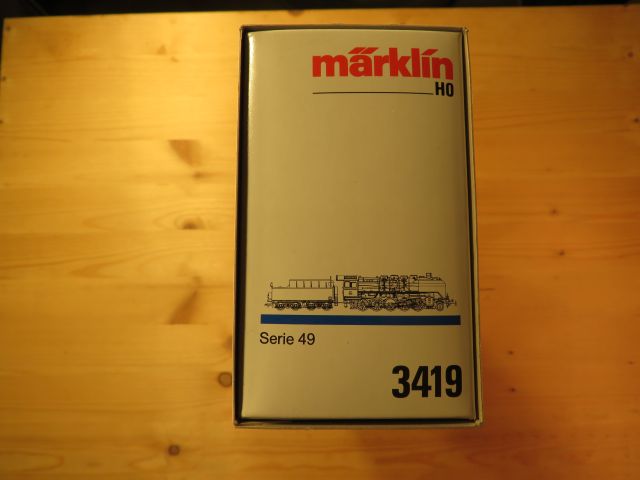 märklin
HO
Serie 49
3419